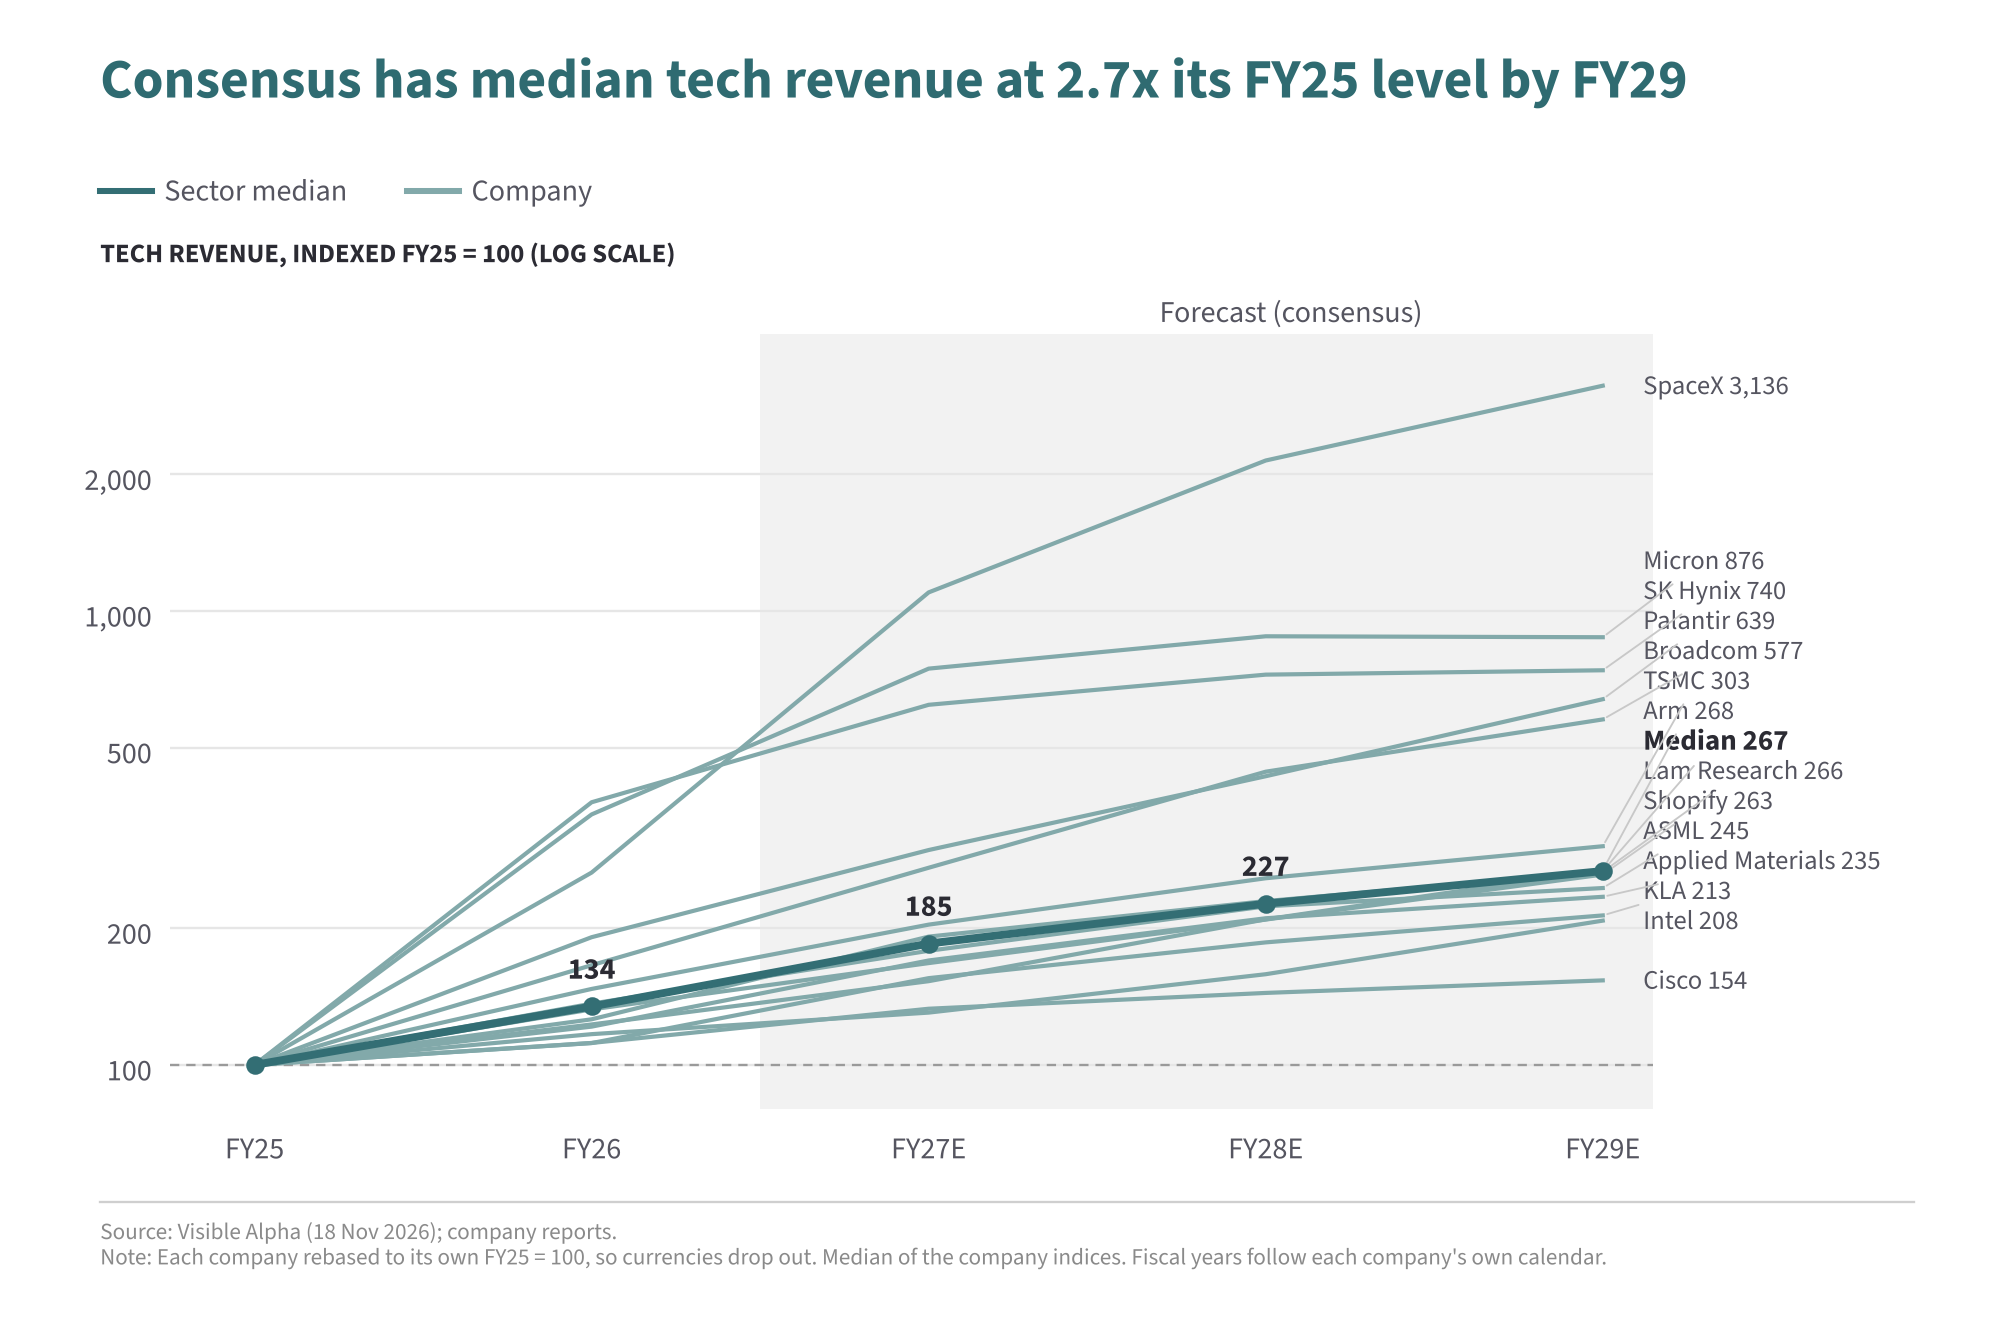 Consensus has median tech revenue at 2.7x its FY25 level by FY29
Sector median
Company
TECH REVENUE, INDEXED FY25 = 100 (LOG SCALE)
Forecast (consensus)
2,000
1,000
500
200
100
134
185
227
SpaceX 3,136
Micron 876
SK Hynix 740
Palantir 639
Broadcom 577
TSMC 303
Arm 268
Median 267
Lam Research 266
Shopify 263
ASML 245
Applied Materials 235
KLA 213
Intel 208
Cisco 154
FY25
FY26
FY27E
FY28E
FY29E
Source: Visible Alpha (18 Nov 2026); company reports.
Note: Each company rebased to its own FY25 = 100, so currencies drop out. Median of the company indices. Fiscal years follow each company's own calendar.